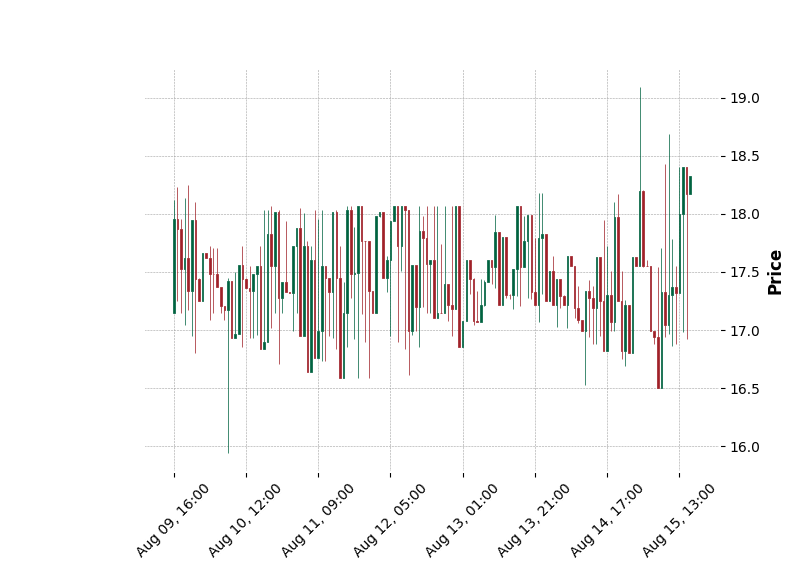 19.0
18.5
18.0
17.5
17.0
16.5
16.0
Price
Aug 09, 16:00
Aug 10, 12:00
Aug 11, 09:00
Aug 12, 05:00
Aug 13, 01:00
Aug 13, 21:00
Aug 14, 17:00
Aug 15, 13:00